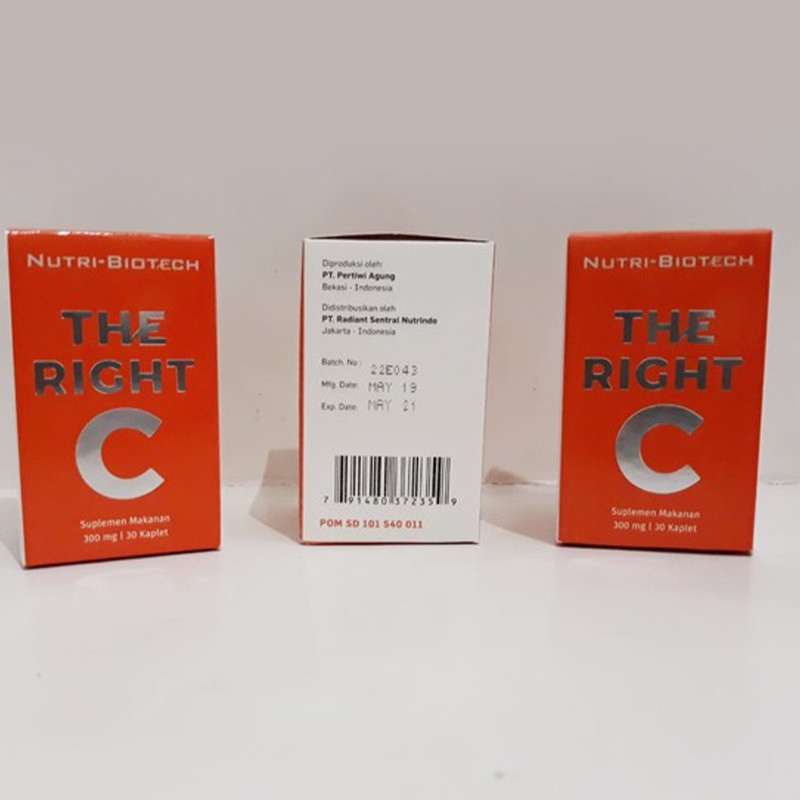 NUTRI-BIOTECH
THE
RIGHT
C
Suplemen Makanan
300 mg | 30 Kaplet
Diproduksi oleh:
PT. Pertiwi Agung
Bekasi - Indonesia
Didistribusikan oleh
PT. Radiant Sentral Nutrindo
Jakarta - Indonesia
Batch. No : 22E043
Mfg. Date: MAY 19
Exp. Date: MAY 21
7 91480 37235 9
POM SD 101 540 011
NUTRI-BIOTECH
THE
RIGHT
C
Suplemen Makanan
300 mg | 30 Kaplet